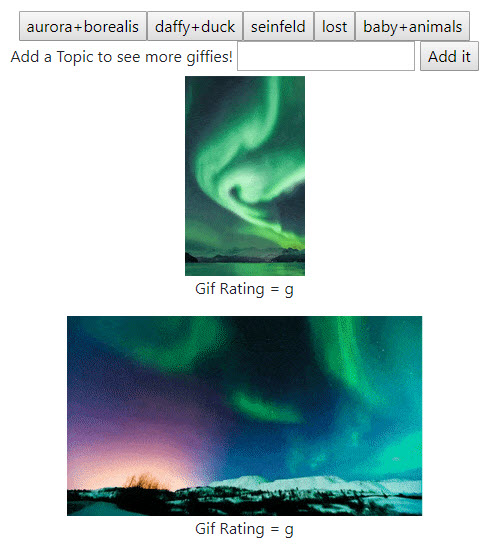 aurora+borealis daffy+duck seinfeld lost baby+animals
Add a Topic to see more giffies! Add it
Gif Rating = g
Gif Rating = g